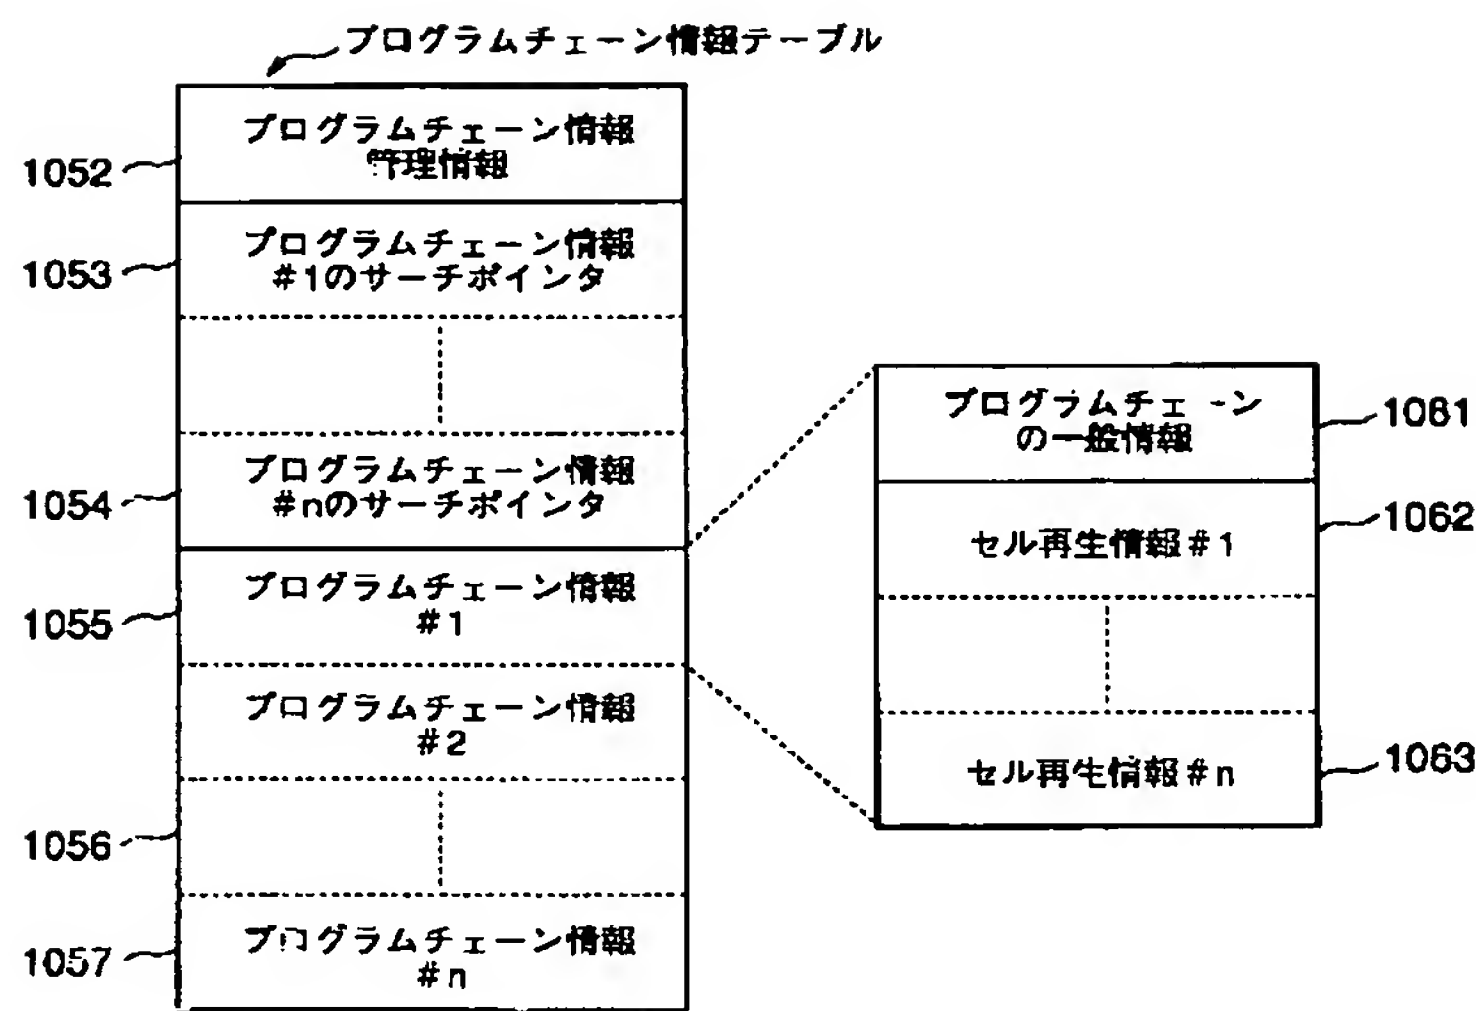 プログラムチェーン情報テーブル
プログラムチェーン情報
管理情報
1052
プログラムチェーン情報
#1のサーチポインタ
1053
プログラムチェーン情報
#nのサーチポインタ
1054
プログラムチェーン情報
#1
1055
プログラムチェーン情報
#2
1056
プログラムチェーン情報
#n
1057
プログラムチェーン
の一般情報
1061
セル再生情報#1
1062
セル再生情報#n
1063